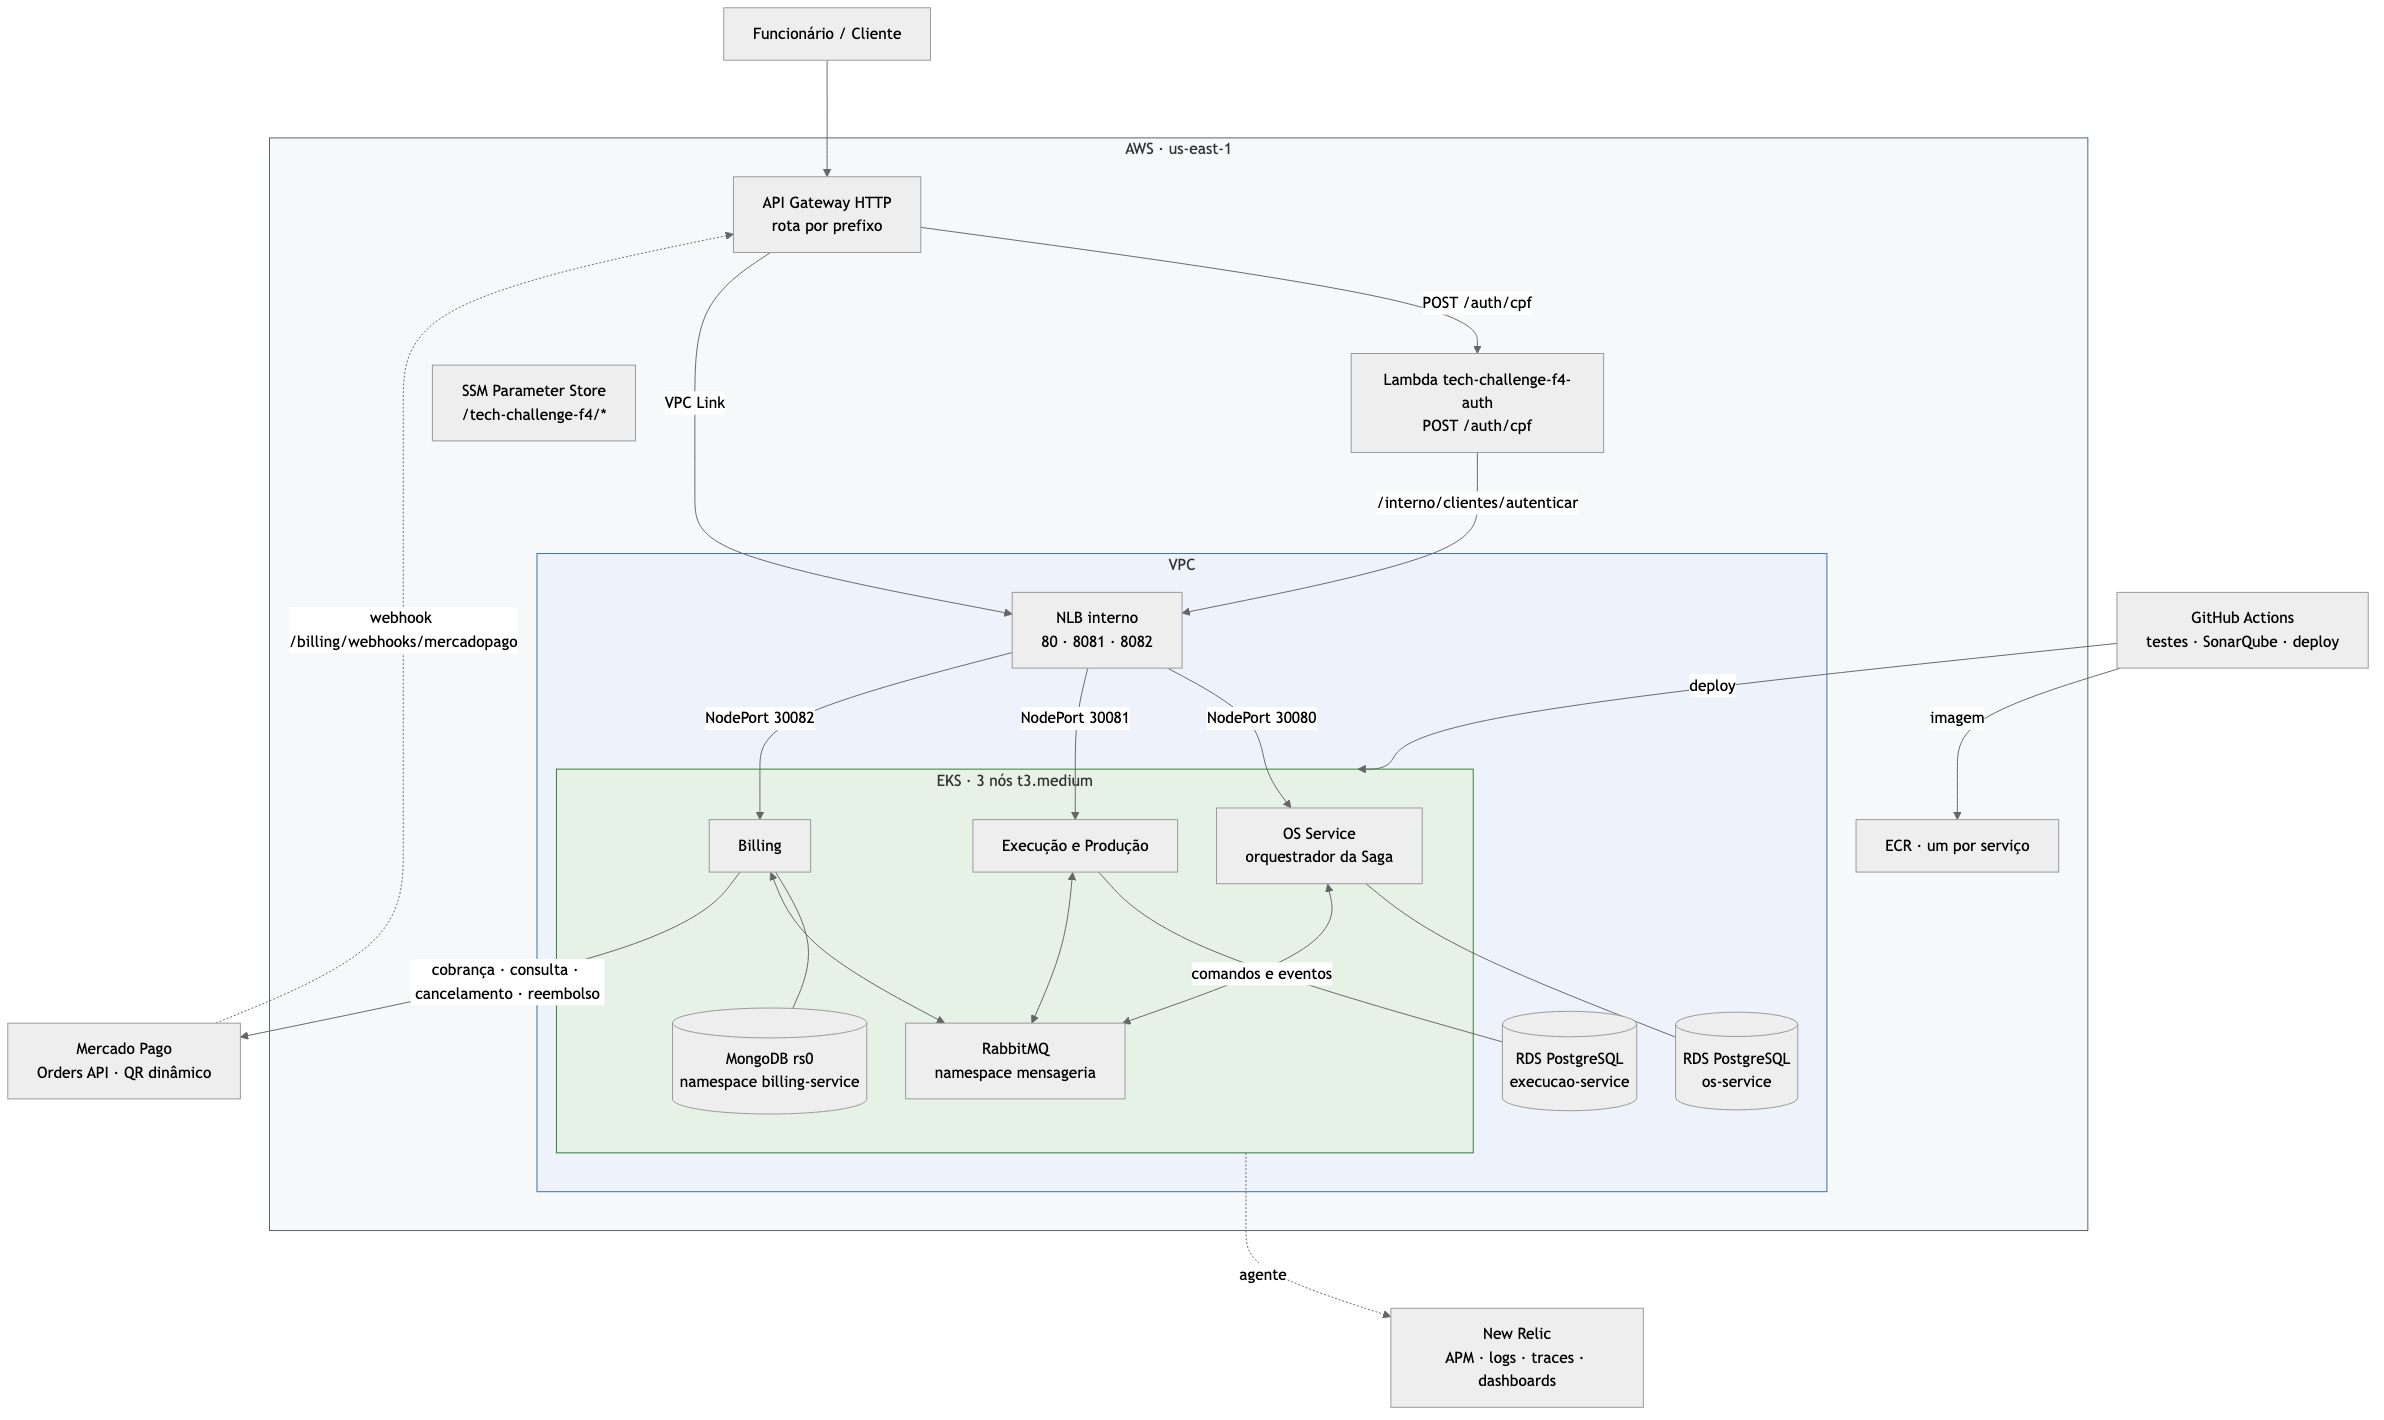 Funcionário / Cliente
AWS · us-east-1
API Gateway HTTP
rota por prefixo
POST /auth/cpf
SSM Parameter Store
/tech-challenge-f4/*
VPC Link
Lambda tech-challenge-f4-
auth
POST /auth/cpf
/interno/clientes/autenticar
VPC
webhook
/billing/webhooks/mercadopago
NLB interno
80 · 8081 · 8082
GitHub Actions
testes · SonarQube · deploy
deploy
NodePort 30082
NodePort 30081
NodePort 30080
imagem
EKS · 3 nós t3.medium
Billing
Execução e Produção
OS Service
orquestrador da Saga
ECR · um por serviço
cobrança · consulta ·
cancelamento · reembolso
comandos e eventos
Mercado Pago
Orders API · QR dinâmico
MongoDB rs0
namespace billing-service
RabbitMQ
namespace mensageria
RDS PostgreSQL
execucao-service
RDS PostgreSQL
os-service
agente
New Relic
APM · logs · traces ·
dashboards